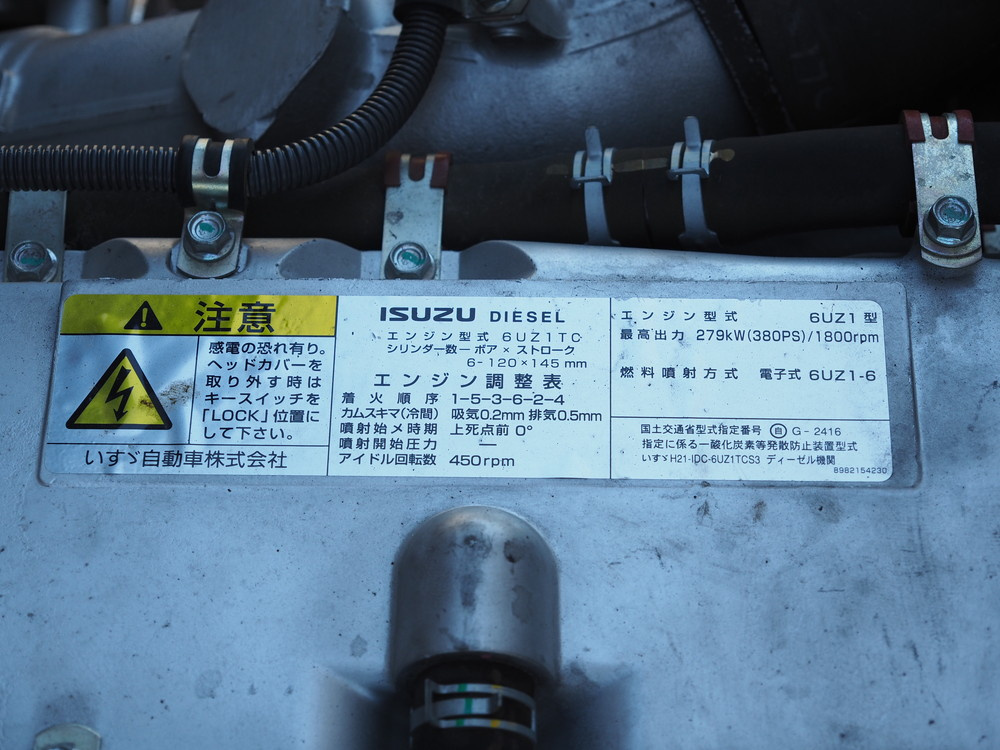 注意
感電の恐れ有り。
ヘッドカバーを
取り外す時は
キースイッチを
「LOCK」位置に
して下さい。
いすゞ自動車株式会社
ISUZU DIESEL
エンジン型式 6UZ1TC
シリンダー数－ボア×ストローク
6-120×145mm
エンジン調整表
着火順序 1-5-3-6-2-4
カムスキマ(冷間) 吸気0.2mm 排気0.5mm
噴射始メ時期 上死点前 0°
噴射開始圧力 －
アイドル回転数 450rpm
エンジン型式 6UZ1型
最高出力 279kW(380PS)/1800rpm
燃料噴射方式 電子式 6UZ1-6
国土交通省型式指定番号 ㊀自 G-2416
指定に係る一酸化炭素等発散防止装置型式
いすゞH21-IDC-6UZ1TCS3 ディーゼル機関
8982154230